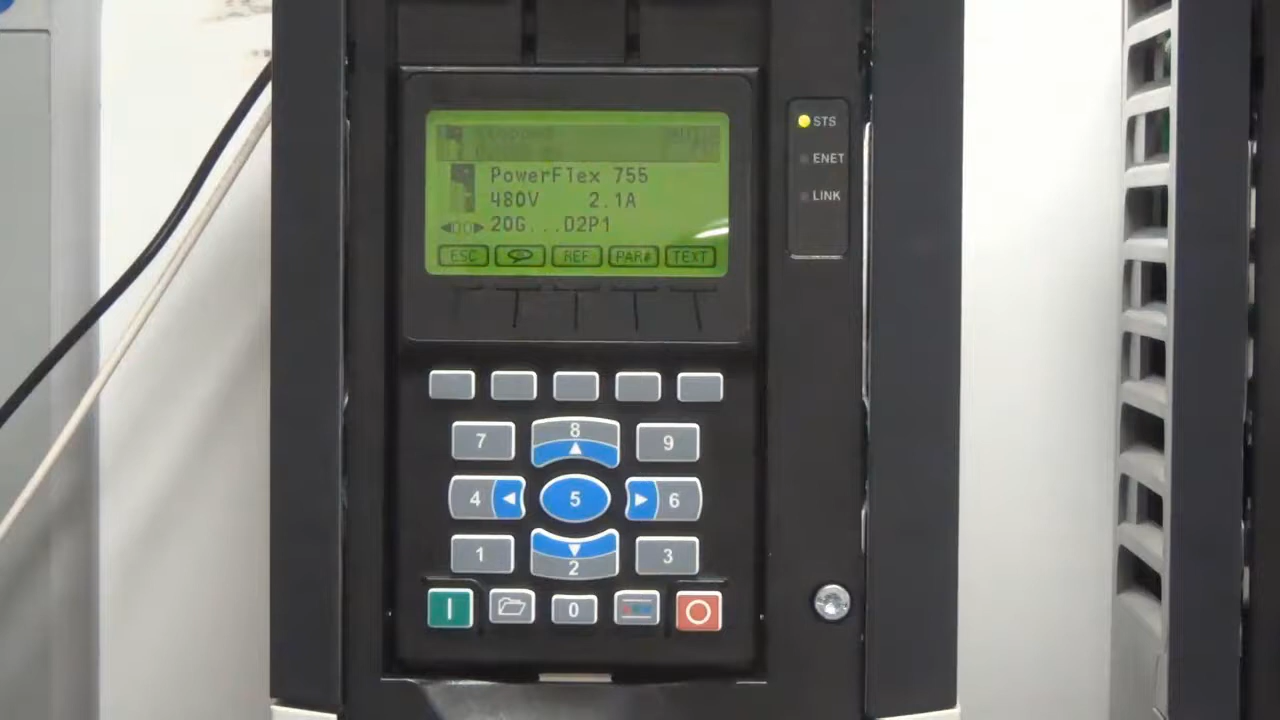 STS
ENET
LINK
PowerFlex 755
480V 2.1A
20G...D2P1
ESC REF PAR# TEXT
7 8 9
4 5 6
1 2 3
0